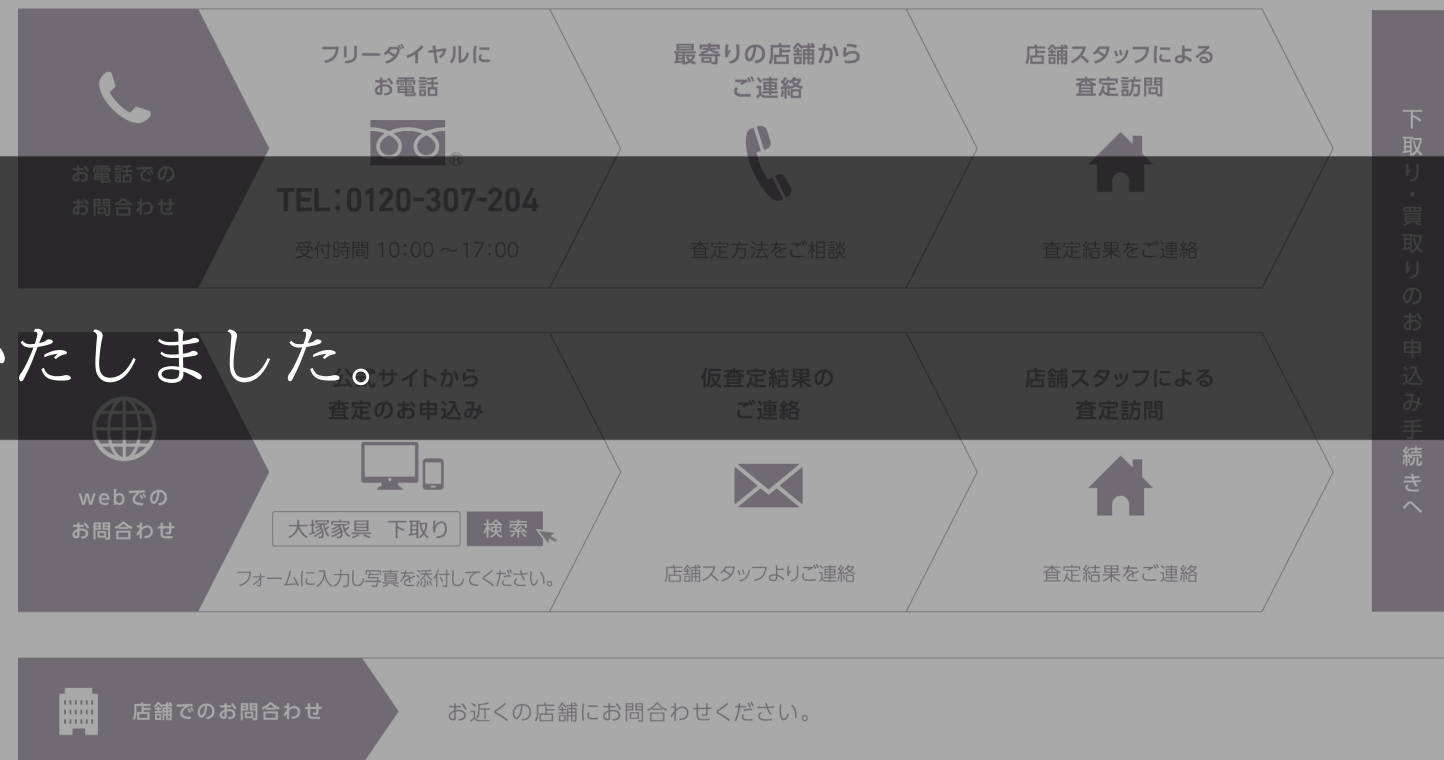 お電話での
お問合わせ
フリーダイヤルに
お電話
®
TEL：0120-307-204
受付時間 10:00 〜17:00
最寄りの店舗から
ご連絡
査定方法をご相談
店舗スタッフによる
査定訪問
査定結果をご連絡
いたしました。
webでの
お問合わせ
公式サイトから
査定のお申込み
大塚家具 下取り
検索
フォームに入力し写真を添付してください。
仮査定結果の
ご連絡
店舗スタッフよりご連絡
店舗スタッフによる
査定訪問
査定結果をご連絡
下取り・買取りのお申込み手続きへ
店舗でのお問合わせ
お近くの店舗にお問合わせください。